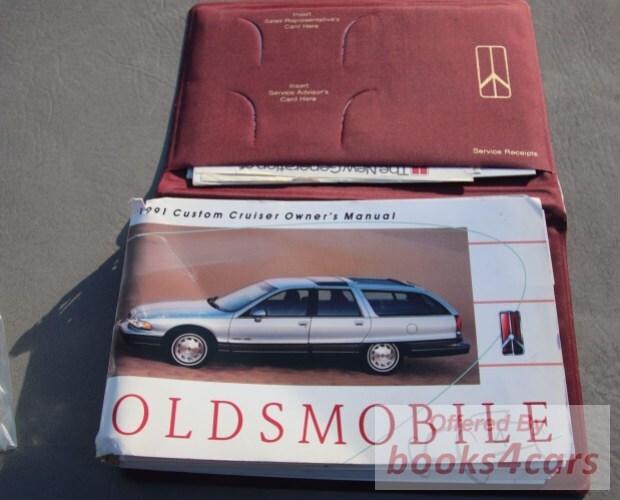 Insert
Sales Representative's
Card Here
Insert
Service Advisor's
Card Here
Service Receipts
The New Generation of
1991 Custom Cruiser Owner's Manual
OLDSMOBILE
Offered By
books4cars